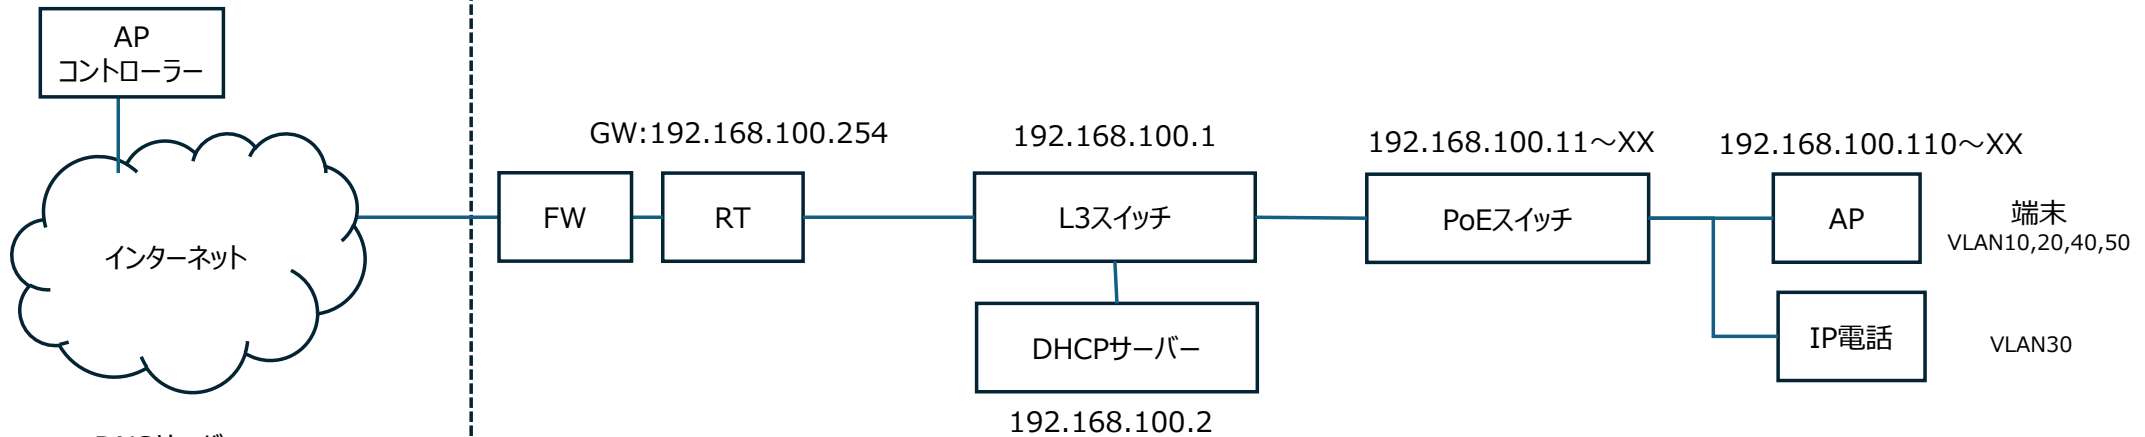 AP
コントローラー
インターネット
GW:192.168.100.254
FW
RT
192.168.100.1
L3スイッチ
DHCPサーバー
192.168.100.2
192.168.100.11～XX
PoEスイッチ
192.168.100.110～XX
AP
端末
VLAN10,20,40,50
IP電話
VLAN30